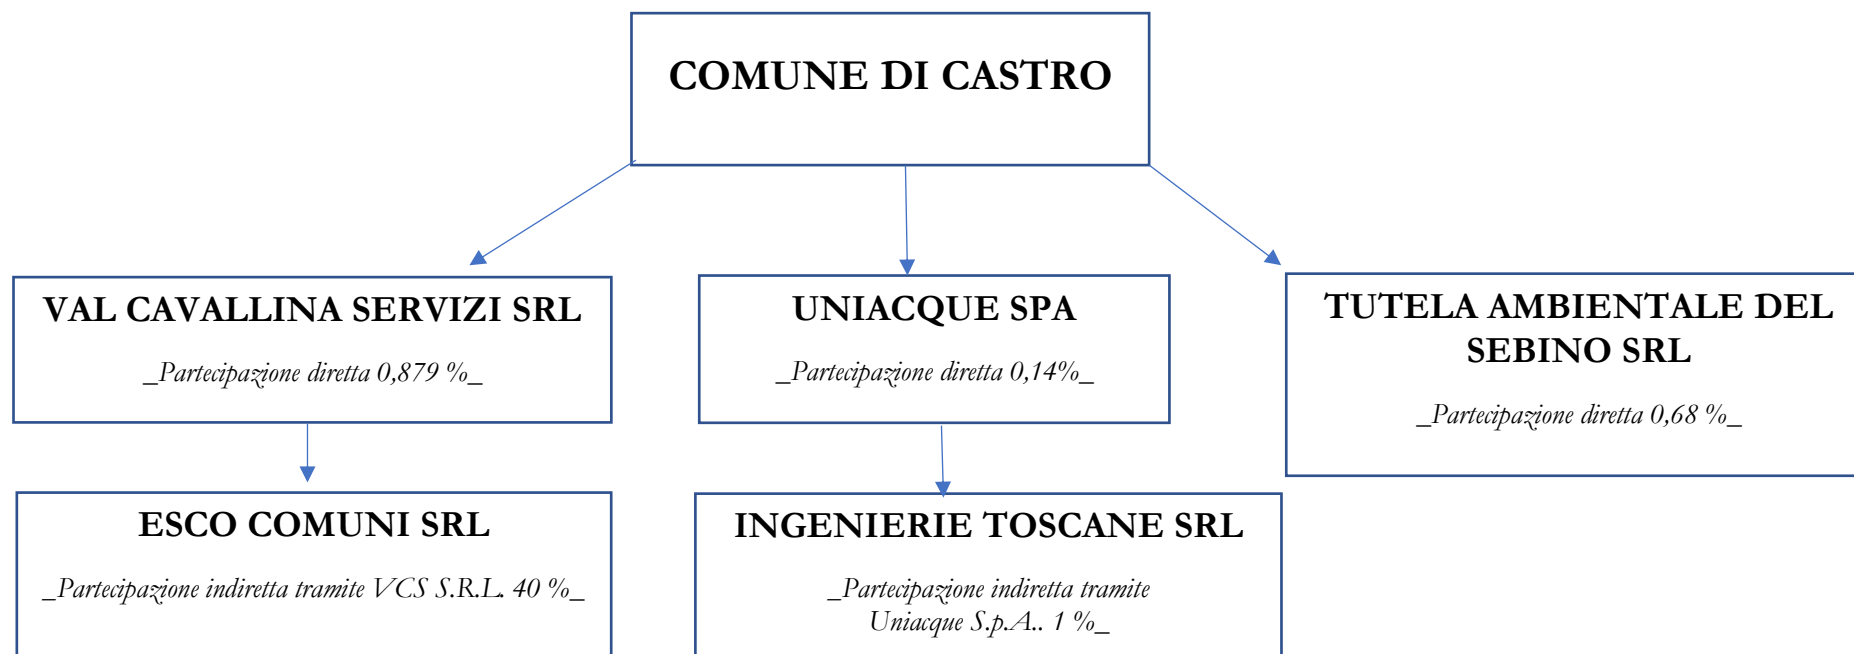 COMUNE DI CASTRO
VAL CAVALLINA SERVIZI SRL
_Partecipazione diretta 0,879 %_
UNIACQUE SPA
_Partecipazione diretta 0,14%_
TUTELA AMBIENTALE DEL
SEBINO SRL
_Partecipazione diretta 0,68 %_
ESCO COMUNI SRL
_Partecipazione indiretta tramite VCS S.R.L. 40 %_
INGENIERIE TOSCANE SRL
_Partecipazione indiretta tramite
Uniacque S.p.A.. 1 %_